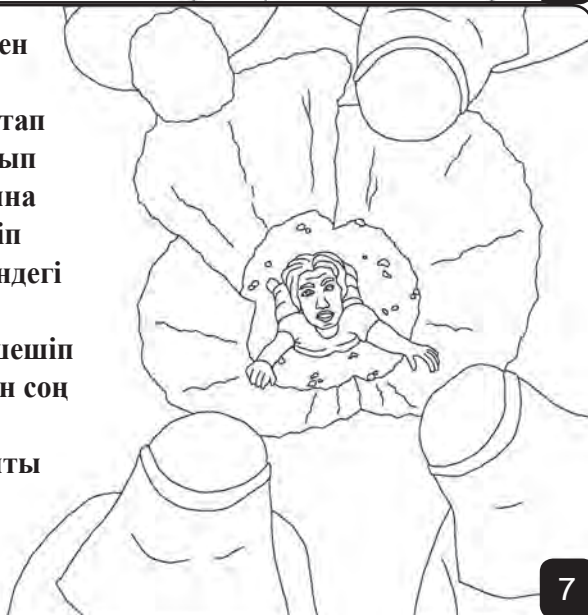 ен
тап
ып
на
іп
ндегі
шешіп
н соң
ты
7